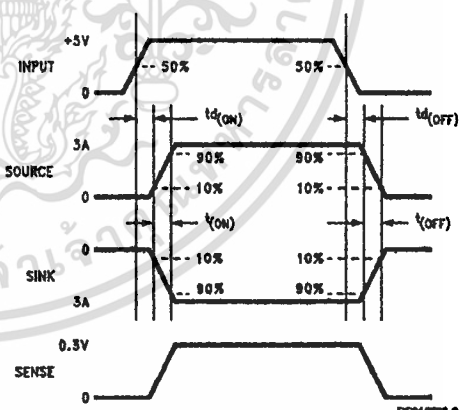 +5V
INPUT
50% 50%
0
td(ON) td(OFF)
3A
90% 90%
SOURCE
10% 10%
0
t(ON) t(OFF)
0
10% 10%
SINK
90% 90%
3A
0.3V
SENSE
0